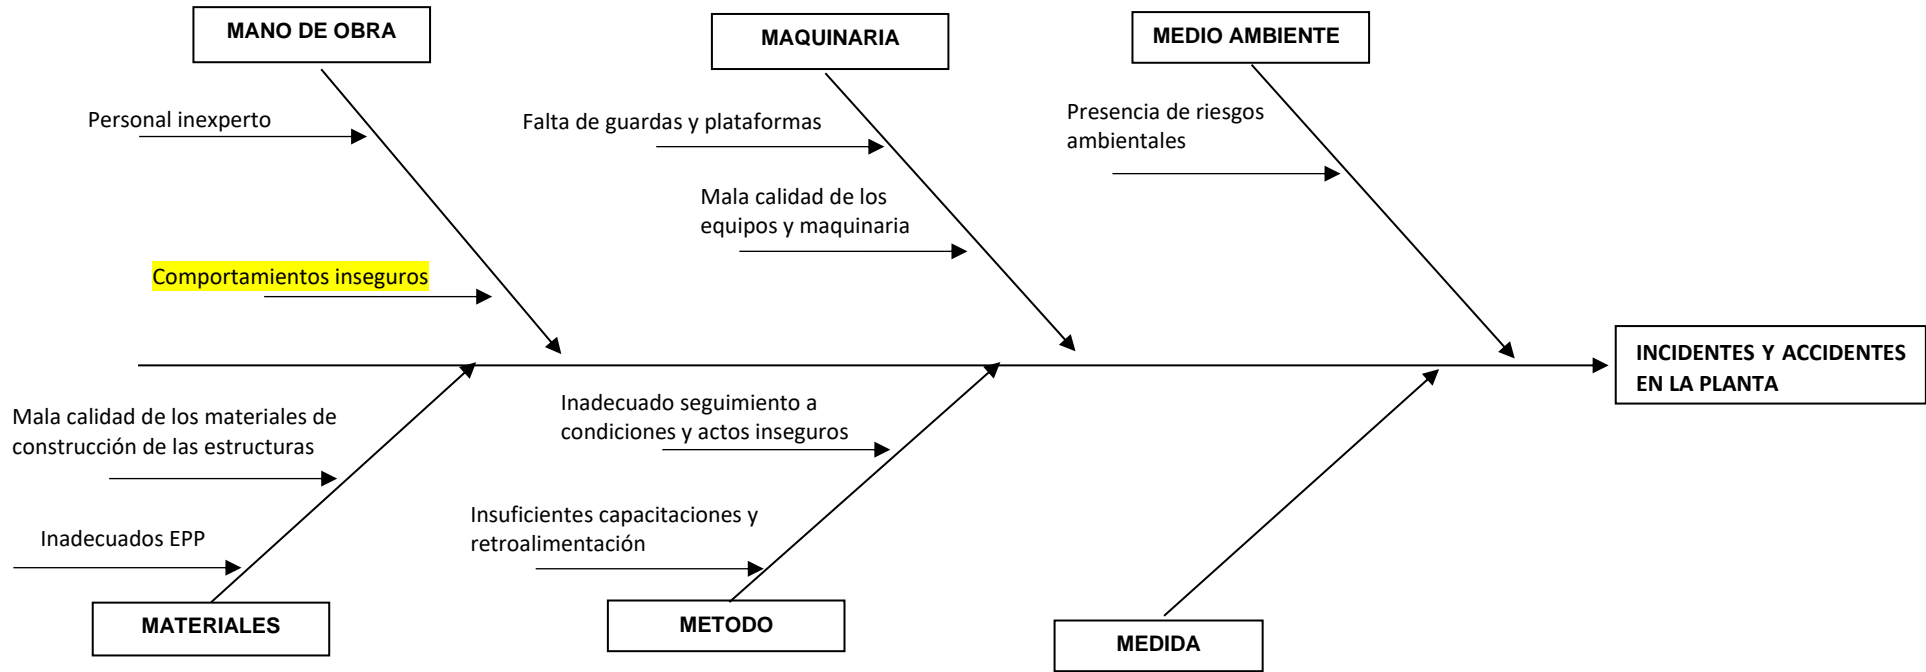 MANO DE OBRA
MAQUINARIA
MEDIO AMBIENTE
Personal inexperto
Falta de guardas y plataformas
Presencia de riesgos
ambientales
Mala calidad de los
equipos y maquinaria
Comportamientos inseguros
INCIDENTES Y ACCIDENTES
EN LA PLANTA
Mala calidad de los materiales de
construcción de las estructuras
Inadecuado seguimiento a
condiciones y actos inseguros
Inadecuados EPP
Insuficientes capacitaciones y
retroalimentación
MATERIALES
METODO
MEDIDA